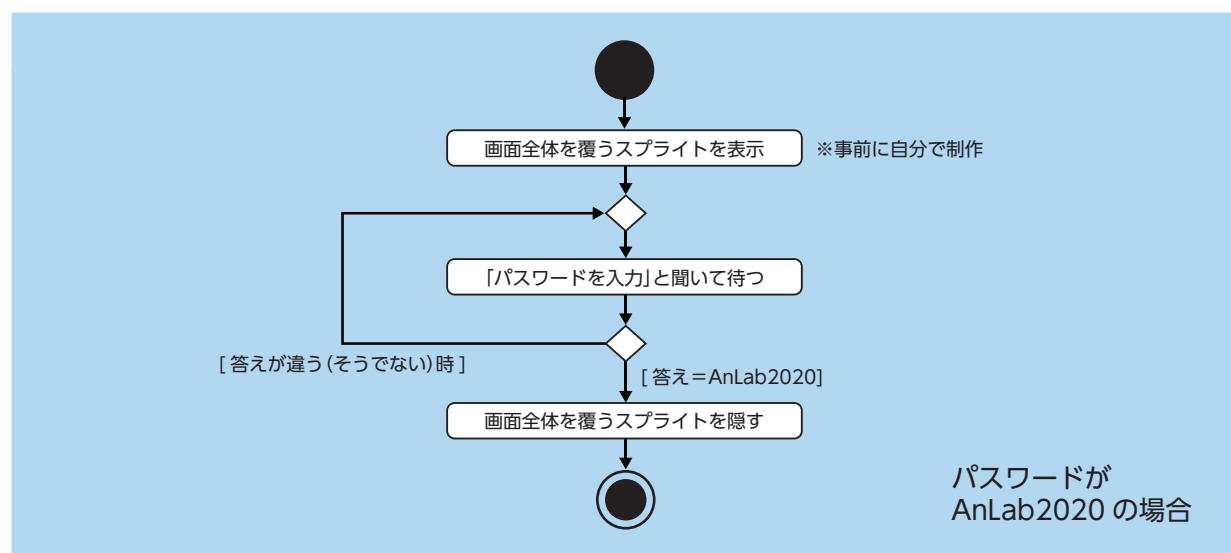 画面全体を覆うスプライトを表示
※事前に自分で制作
「パスワードを入力」と聞いて待つ
[ 答えが違う(そうでない)時 ]
[ 答え＝AnLab2020]
画面全体を覆うスプライトを隠す
パスワードが
AnLab2020 の場合